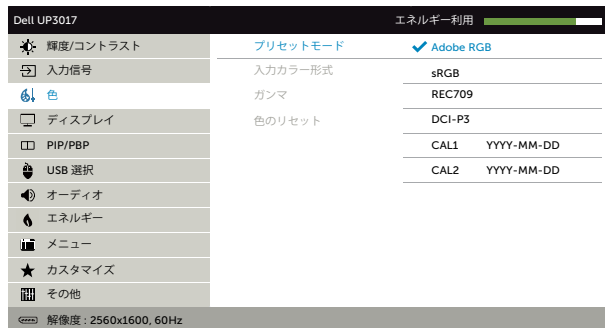 Dell UP3017 エネルギー利用
輝度/コントラスト プリセットモード Adobe RGB
入力信号 入力カラー形式 sRGB
色 ガンマ REC709
ディスプレイ 色のリセット DCI-P3
PIP/PBP CAL1 YYYY-MM-DD
USB 選択 CAL2 YYYY-MM-DD
オーディオ
エネルギー
メニュー
カスタマイズ
その他
解像度 : 2560x1600, 60Hz